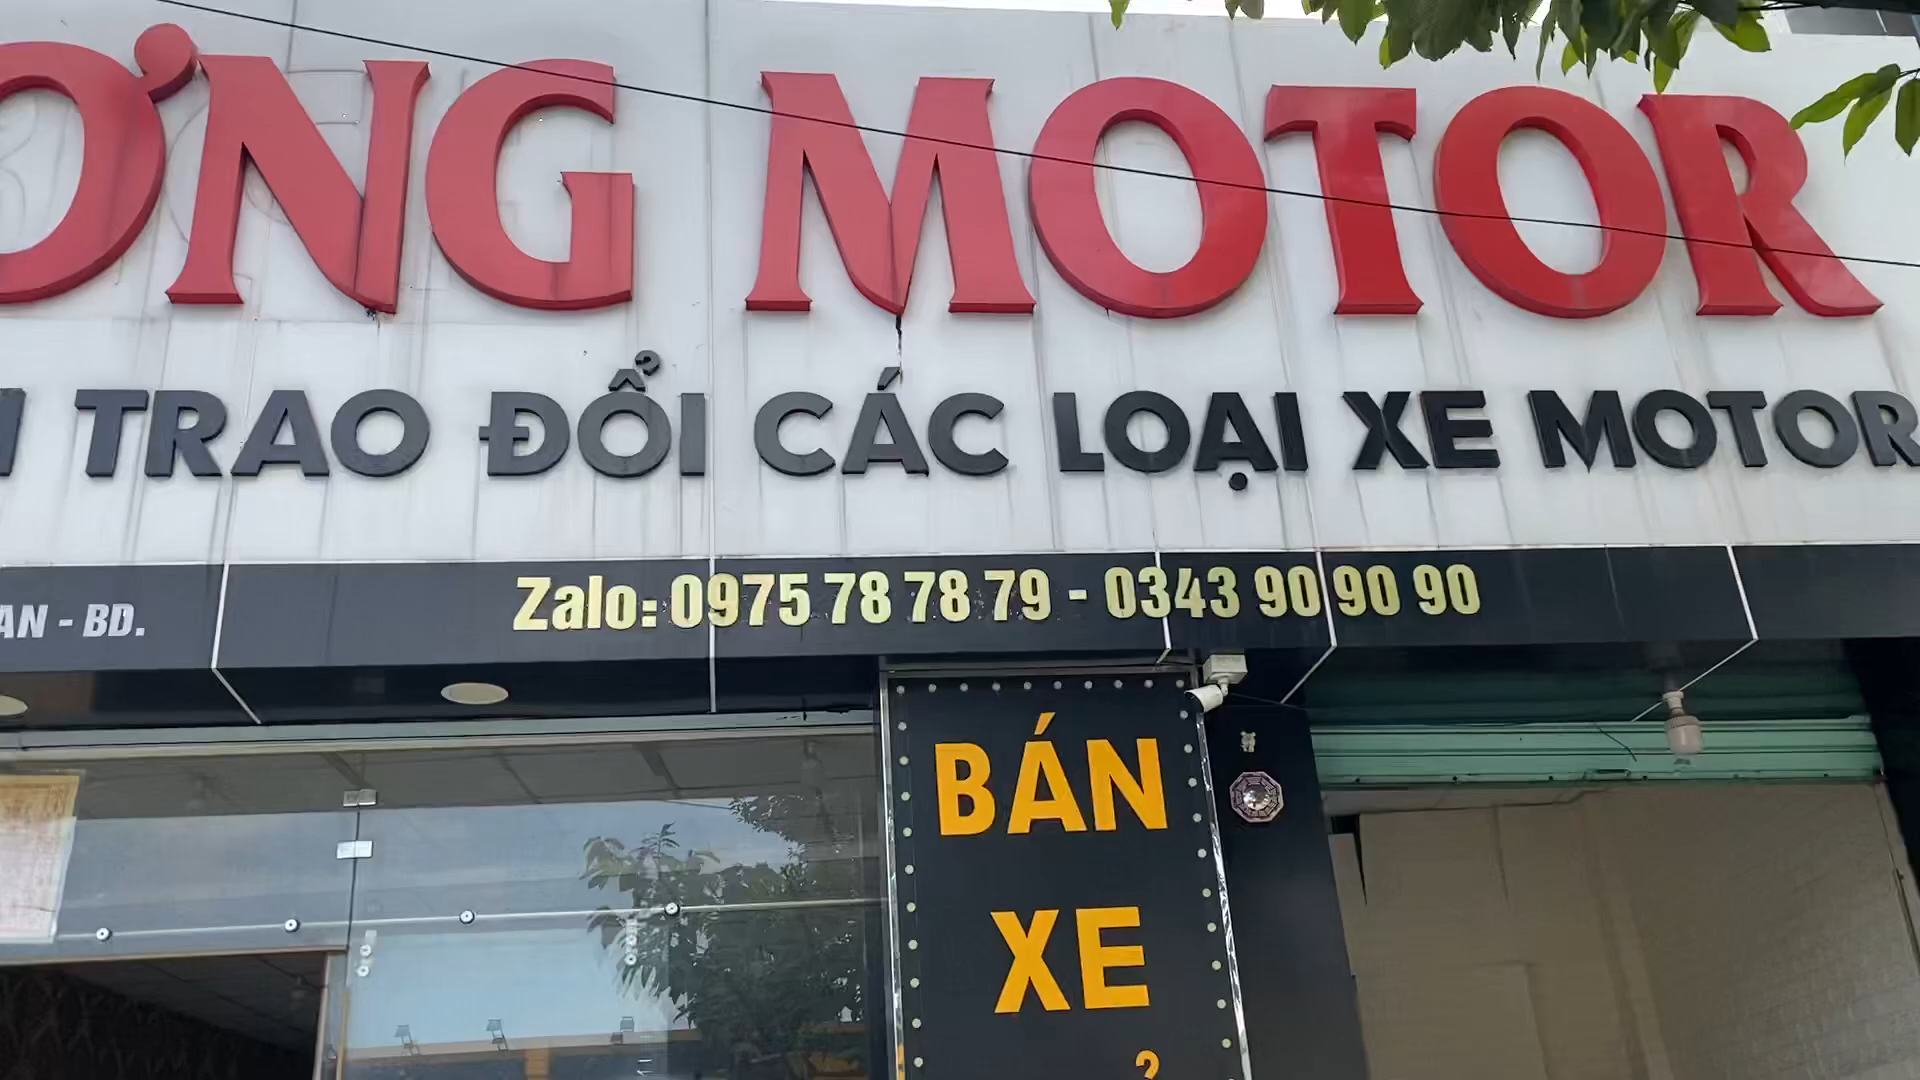 ƠNG MOTOR
TRAO ĐỔI CÁC LOẠI XE MOTOR
AN - BD.
Zalo: 0975 78 78 79 - 0343 90 90 90
BÁN
XE